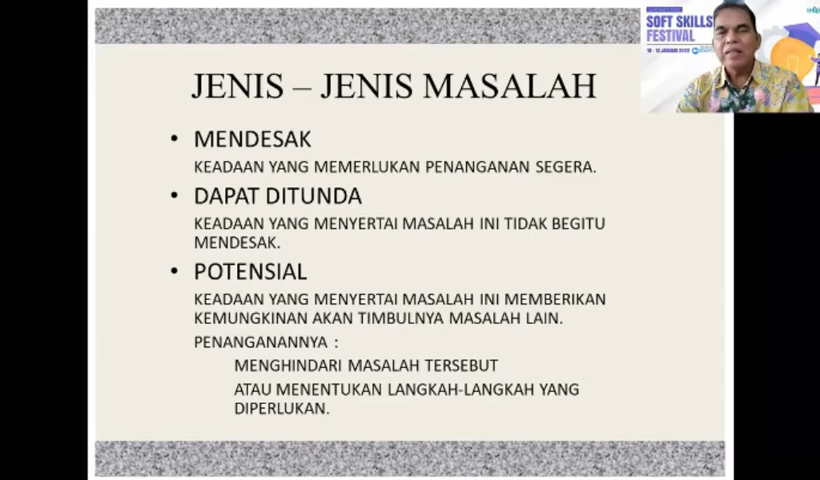 JENIS – JENIS MASALAH
• MENDESAK
KEADAAN YANG MEMERLUKAN PENANGANAN SEGERA.
• DAPAT DITUNDA
KEADAAN YANG MENYERTAI MASALAH INI TIDAK BEGITU
MENDESAK.
• POTENSIAL
KEADAAN YANG MENYERTAI MASALAH INI MEMBERIKAN
KEMUNGKINAN AKAN TIMBULNYA MASALAH LAIN.
PENANGANANNYA :
MENGHINDARI MASALAH TERSEBUT
ATAU MENENTUKAN LANGKAH-LANGKAH YANG
DIPERLUKAN.
SOFT SKILLS
FESTIVAL